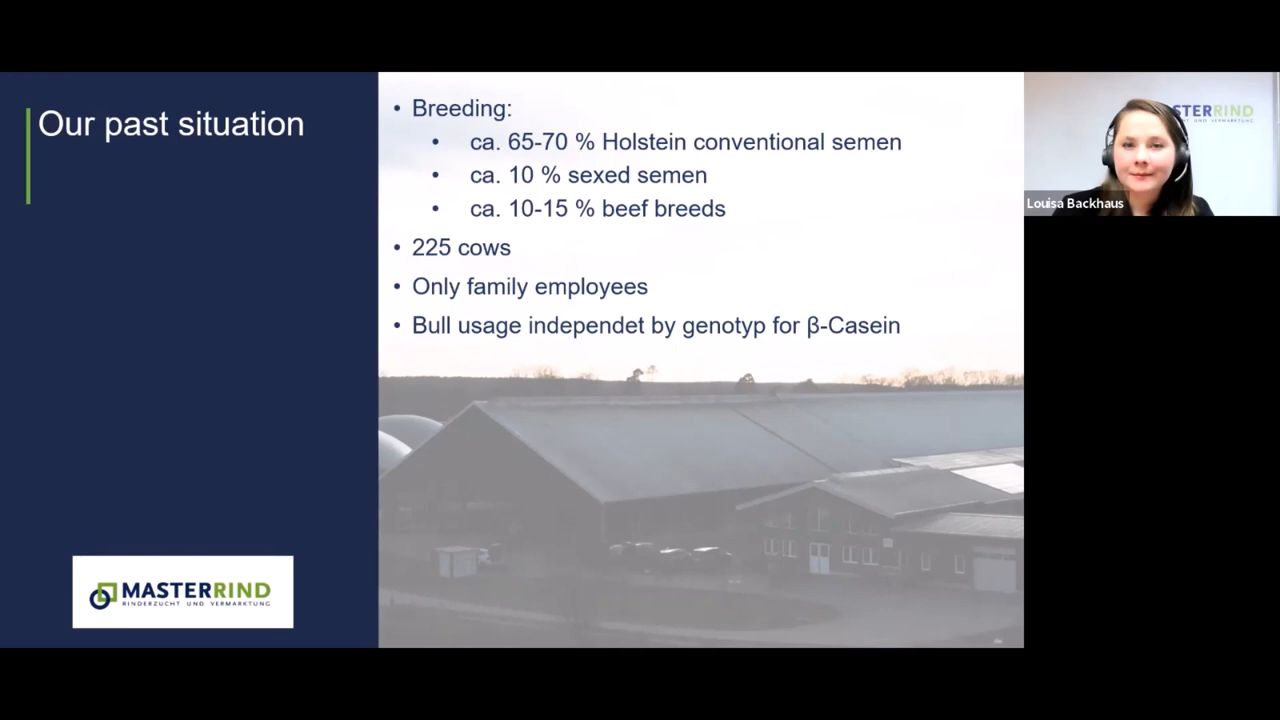 Our past situation
• Breeding:
• ca. 65-70 % Holstein conventional semen
• ca. 10 % sexed semen
• ca. 10-15 % beef breeds
• 225 cows
• Only family employees
• Bull usage independet by genotyp for β-Casein
MASTERRIND
RINDERZUCHT UND VERMARKTUNG
STERRIND
Louisa Backhaus